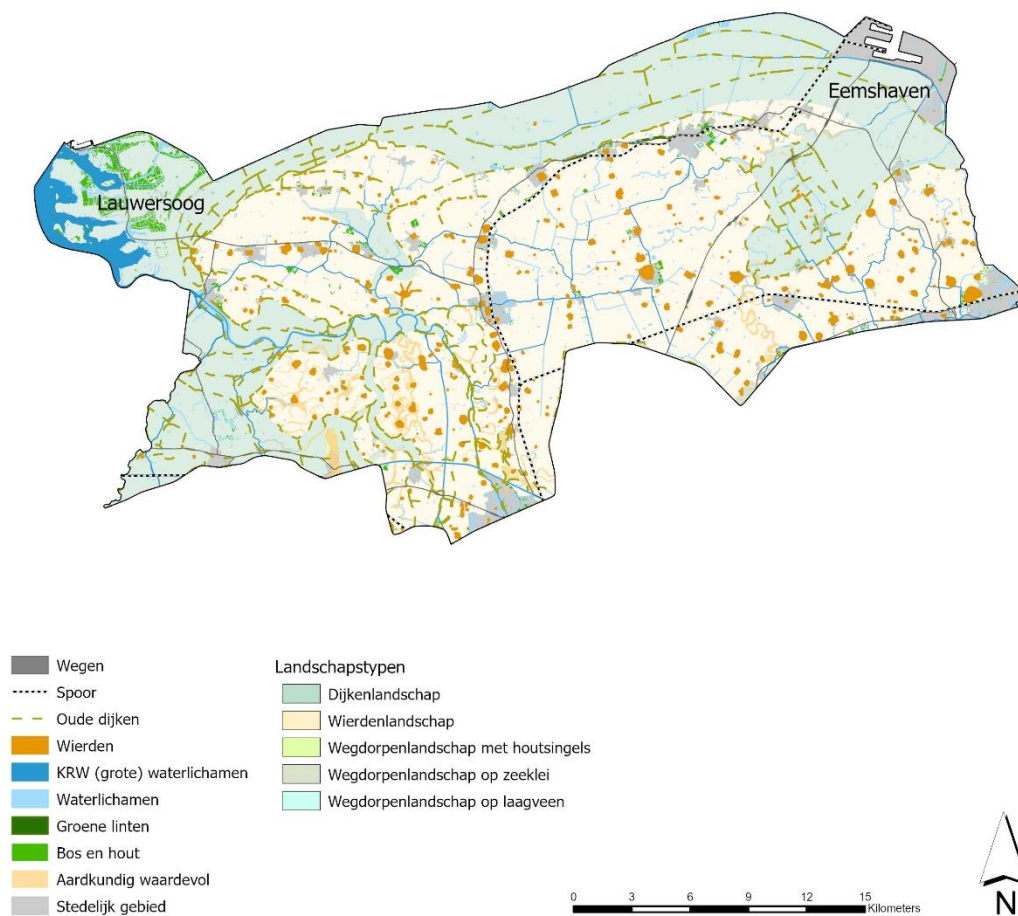 Eemshaven
Lauwersoog
Wegen
Spoor
Oude dijken
Wierden
KRW (grote) waterlichamen
Waterlichamen
Groene linten
Bos en hout
Aardkundig waardevol
Stedelijk gebied
Landschapstypen
Dijkenlandschap
Wierdenlandschap
Wegdorpenlandschap met houtsingels
Wegdorpenlandschap op zeeklei
Wegdorpenlandschap op laagveen
0 3 6 9 12 15
Kilometers
N